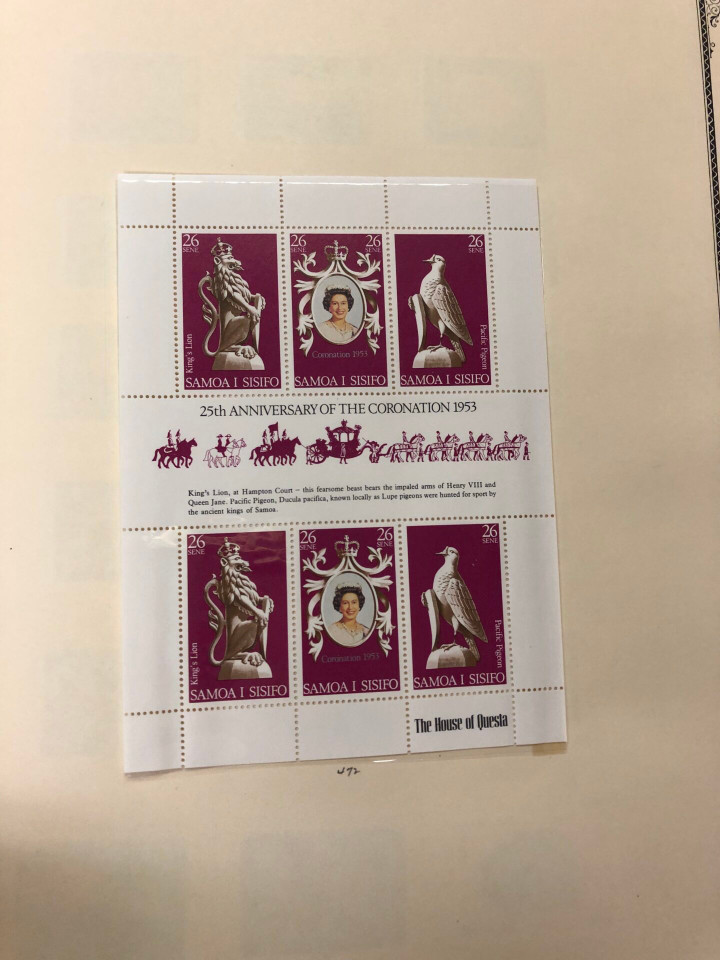 26
SENE
King's Lion
SAMOA I SISIFO
26
SENE
26
SENE
Coronation 1953
SAMOA I SISIFO
26
SENE
Pacific Pigeon
SAMOA I SISIFO
25th ANNIVERSARY OF THE CORONATION 1953
King's Lion, at Hampton Court – this fearsome beast bears the impaled arms of Henry VIII and
Queen Jane. Pacific Pigeon, Ducula pacifica, known locally as Lupe pigeons were hunted for sport by
the ancient kings of Samoa.
26
SENE
King's Lion
SAMOA I SISIFO
26
SENE
26
SENE
Coronation 1953
SAMOA I SISIFO
26
SENE
Pacific Pigeon
SAMOA I SISIFO
The House of Questa
492